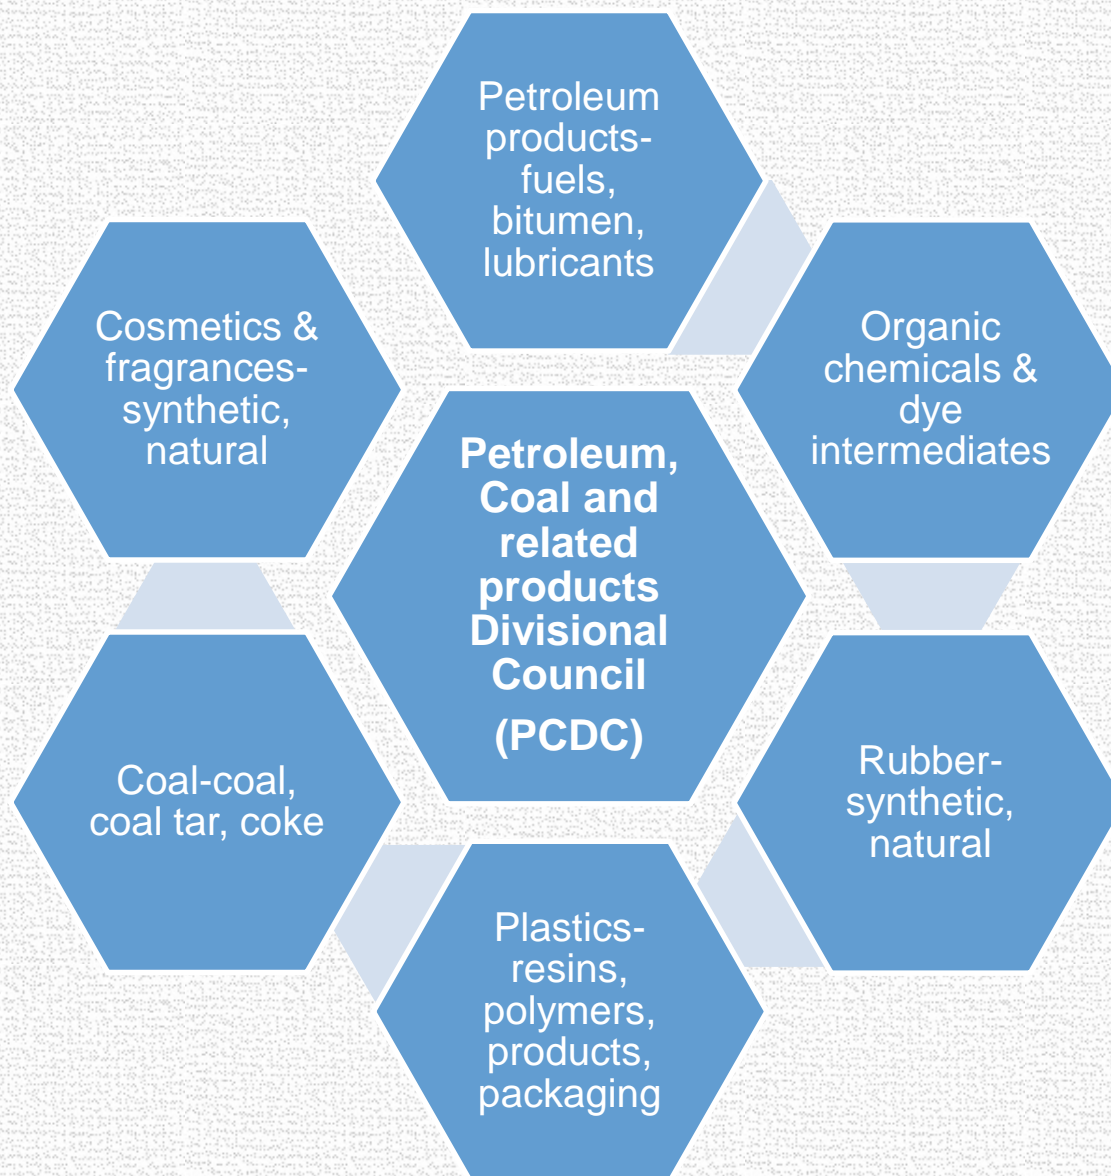 Petroleum
products-
fuels,
bitumen,
lubricants
Cosmetics &
fragrances-
synthetic,
natural
Organic
chemicals &
dye
intermediates
Petroleum,
Coal and
related
products
Divisional
Council
(PCDC)
Coal-coal,
coal tar, coke
Rubber-
synthetic,
natural
Plastics-
resins,
polymers,
products,
packaging